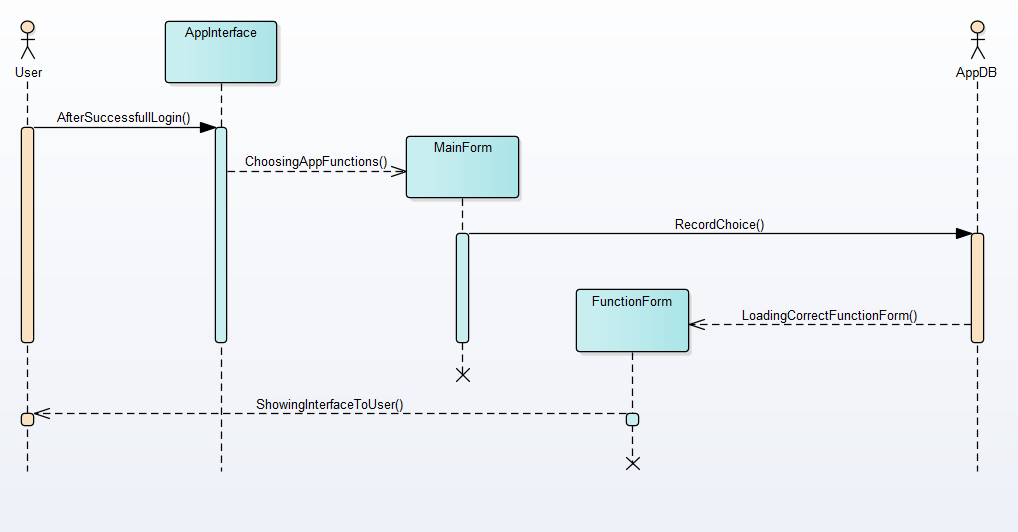 AppInterface
User
AppDB
AfterSuccessfullLogin()
MainForm
ChoosingAppFunctions()
RecordChoice()
FunctionForm
LoadingCorrectFunctionForm()
ShowingInterfaceToUser()